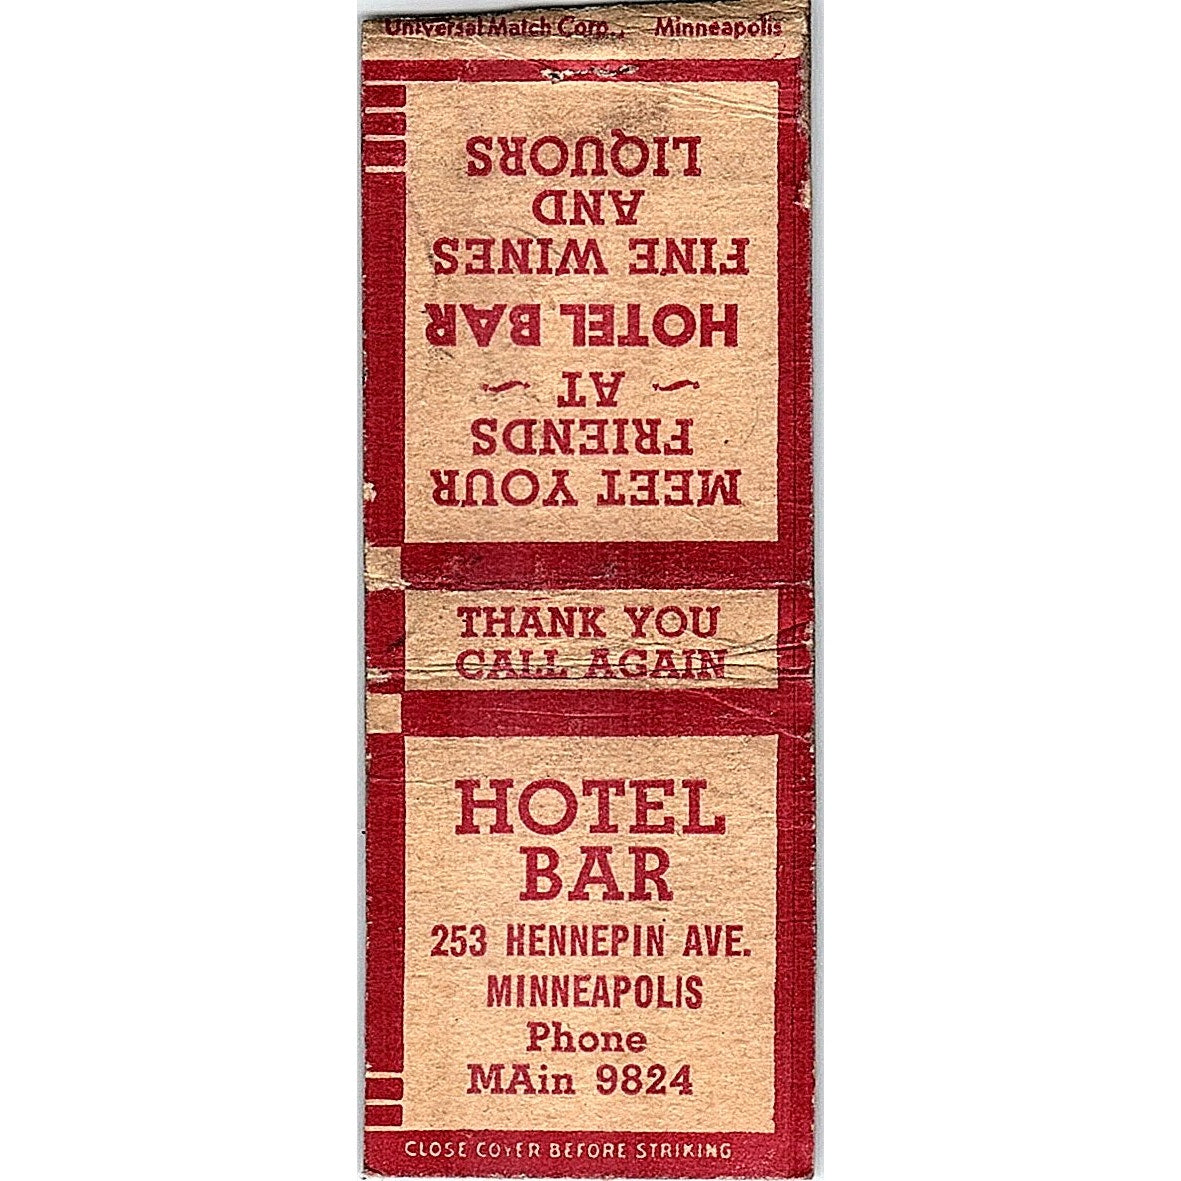 Universal Match Corp., Minneapolis
MEET YOUR
FRIENDS
~ AT ~
HOTEL BAR
FINE WINES
AND
LIQUORS
THANK YOU
CALL AGAIN
HOTEL
BAR
253 HENNEPIN AVE.
MINNEAPOLIS
Phone
MAin 9824
CLOSE COVER BEFORE STRIKING